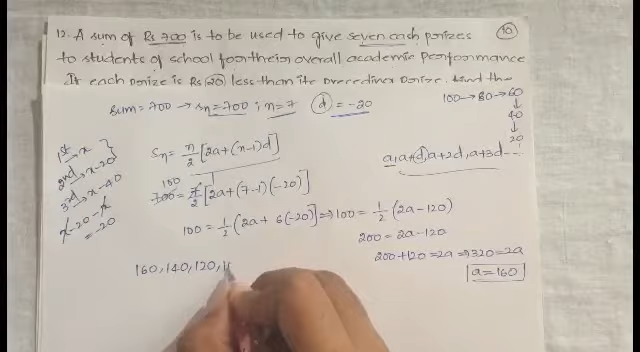 12. A sum of Rs 700 is to be used to give seven cash prizes
to students of school for their overall academic performance
If each prize is Rs 20 less than its preceding prize. find the
10
sum=700 → Sn=700 ; n=7 d=-20
100→80→60
↓
40
↓
20
1st → x
2nd → x-20
3rd → x-40
x-20-x
=-20
Sn = n/2 [2a+(n-1)d]
a, a+d, a+2d, a+3d ...
100
700 = 7/2 [2a+(7-1)(-20)]
1
100 = 1/2 (2a + 6(-20)] ⇒ 100 = 1/2 (2a-120)
200 = 2a-120
200+120=2a ⇒ 320=2a
a=160
160, 140, 120,